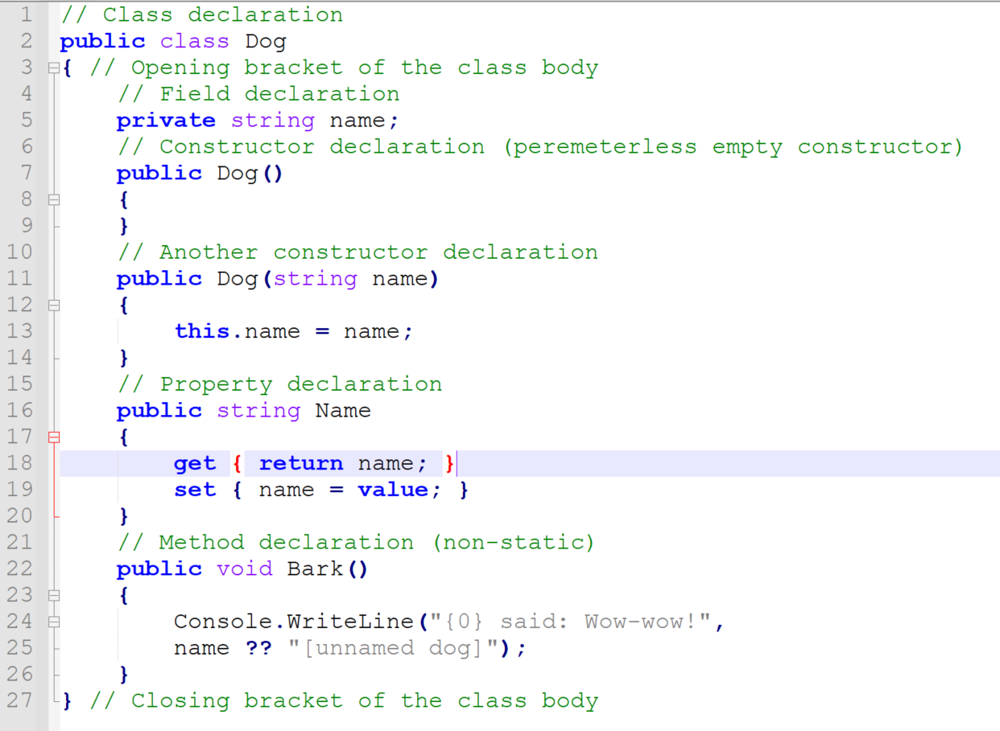 1 // Class declaration
2 public class Dog
3 { // Opening bracket of the class body
4     // Field declaration
5     private string name;
6     // Constructor declaration (peremeterless empty constructor)
7     public Dog()
8     {
9     }
10     // Another constructor declaration
11     public Dog(string name)
12     {
13         this.name = name;
14     }
15     // Property declaration
16     public string Name
17     {
18         get { return name; }
19         set { name = value; }
20     }
21     // Method declaration (non-static)
22     public void Bark()
23     {
24         Console.WriteLine("{0} said: Wow-wow!",
25         name ?? "[unnamed dog]");
26     }
27 } // Closing bracket of the class body